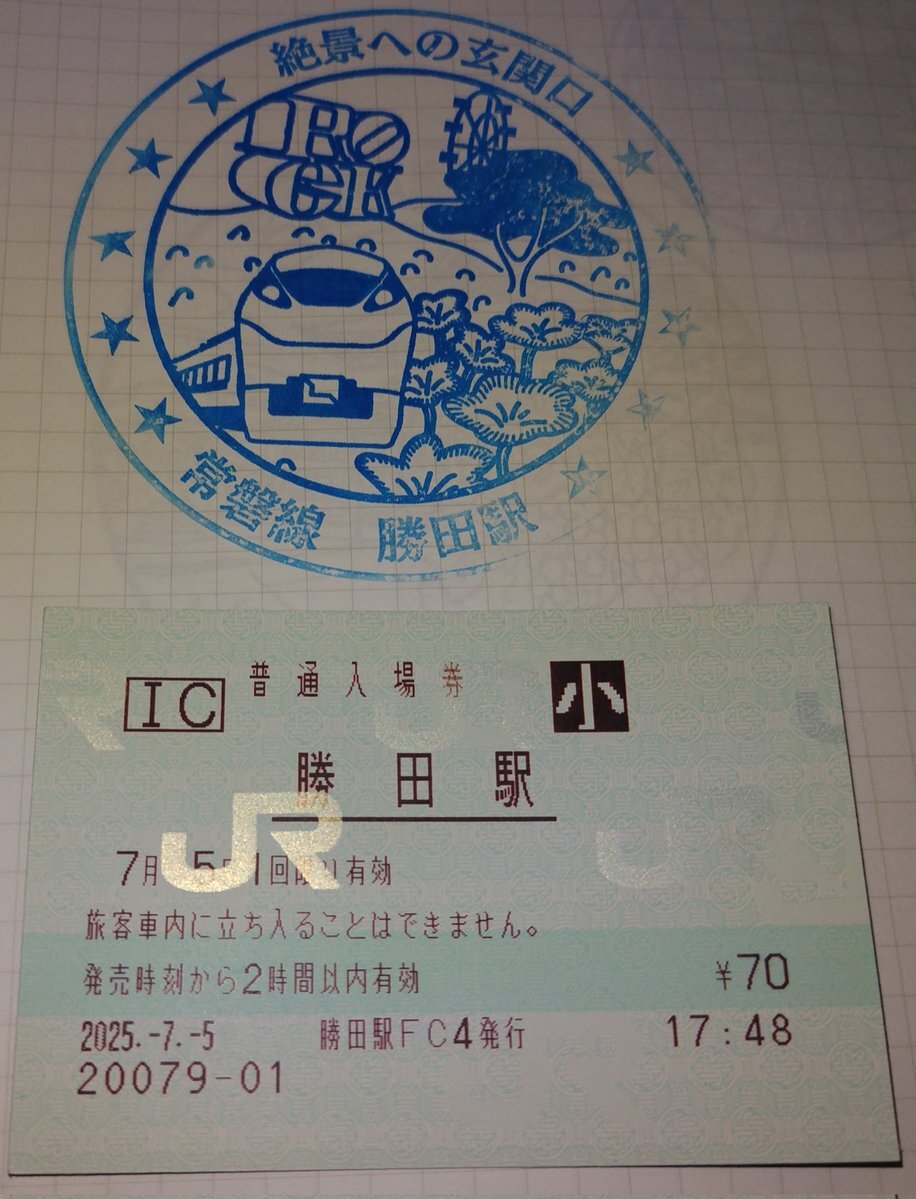 絶景への玄関口
ROCK
常磐線 勝田駅
IC 普通入場券 小
勝田駅
JR
7月 5日1回限り有効
旅客車内に立ち入ることはできません。
発売時刻から2時間以内有効 ¥70
2025.-7.-5 勝田駅FC4発行 17:48
20079-01